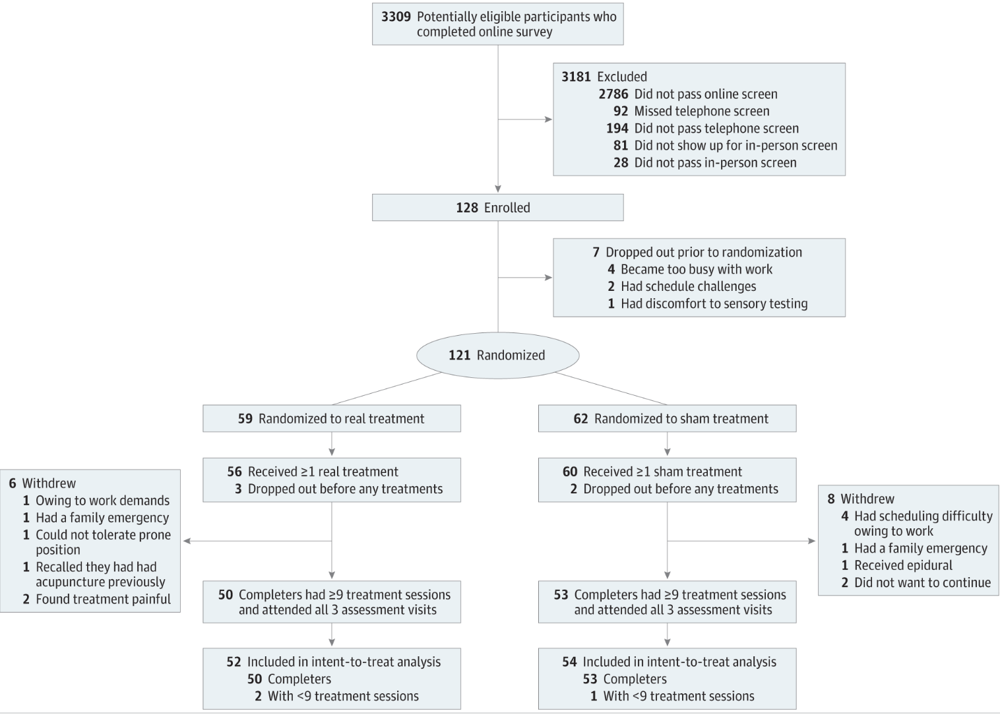 3309 Potentially eligible participants who
completed online survey
3181 Excluded
2786 Did not pass online screen
92 Missed telephone screen
194 Did not pass telephone screen
81 Did not show up for in-person screen
28 Did not pass in-person screen
128 Enrolled
7 Dropped out prior to randomization
4 Became too busy with work
2 Had schedule challenges
1 Had discomfort to sensory testing
121 Randomized
59 Randomized to real treatment
62 Randomized to sham treatment
56 Received ≥1 real treatment
3 Dropped out before any treatments
60 Received ≥1 sham treatment
2 Dropped out before any treatments
6 Withdrew
1 Owing to work demands
1 Had a family emergency
1 Could not tolerate prone
position
1 Recalled they had had
acupuncture previously
2 Found treatment painful
8 Withdrew
4 Had scheduling difficulty
owing to work
1 Had a family emergency
1 Received epidural
2 Did not want to continue
50 Completers had ≥9 treatment sessions
and attended all 3 assessment visits
53 Completers had ≥9 treatment sessions
and attended all 3 assessment visits
52 Included in intent-to-treat analysis
50 Completers
2 With <9 treatment sessions
54 Included in intent-to-treat analysis
53 Completers
1 With <9 treatment sessions